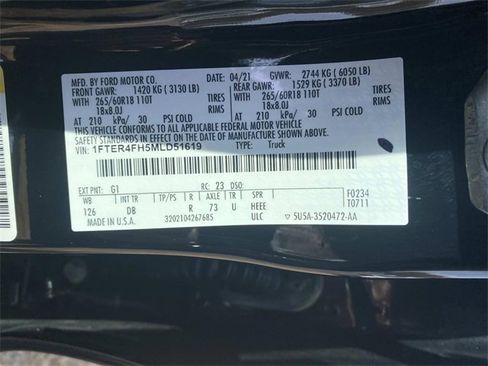 MFD. BY FORD MOTOR CO.
DATE: 04/21 GVWR: 2744 KG ( 6050 LB)
FRONT GAWR: 1420 KG ( 3130 LB) REAR GAWR: 1529 KG ( 3370 LB)
265/60R18 110T TIRES 265/60R18 110T TIRES
18x8.0J RIMS 18x8.0J RIMS
AT 210 kPa/ 30 PSI COLD AT 210 kPa/ 30 PSI COLD
THIS VEHICLE CONFORMS TO ALL APPLICABLE FEDERAL MOTOR VEHICLE
SAFETY STANDARDS IN EFFECT ON THE DATE OF MANUFACTURE SHOWN ABOVE.
VIN: 1FTER4FH5MLD51619 TYPE: Truck
EXT PNT: G1 RC: 23 DSO: F0234
WB INT TR TP/PS R AXLE TR SPR T0711
126 DB R 73 U HEEE
MADE IN U.S.A. 3202104267685 ULC 5U5A-3520472-AA